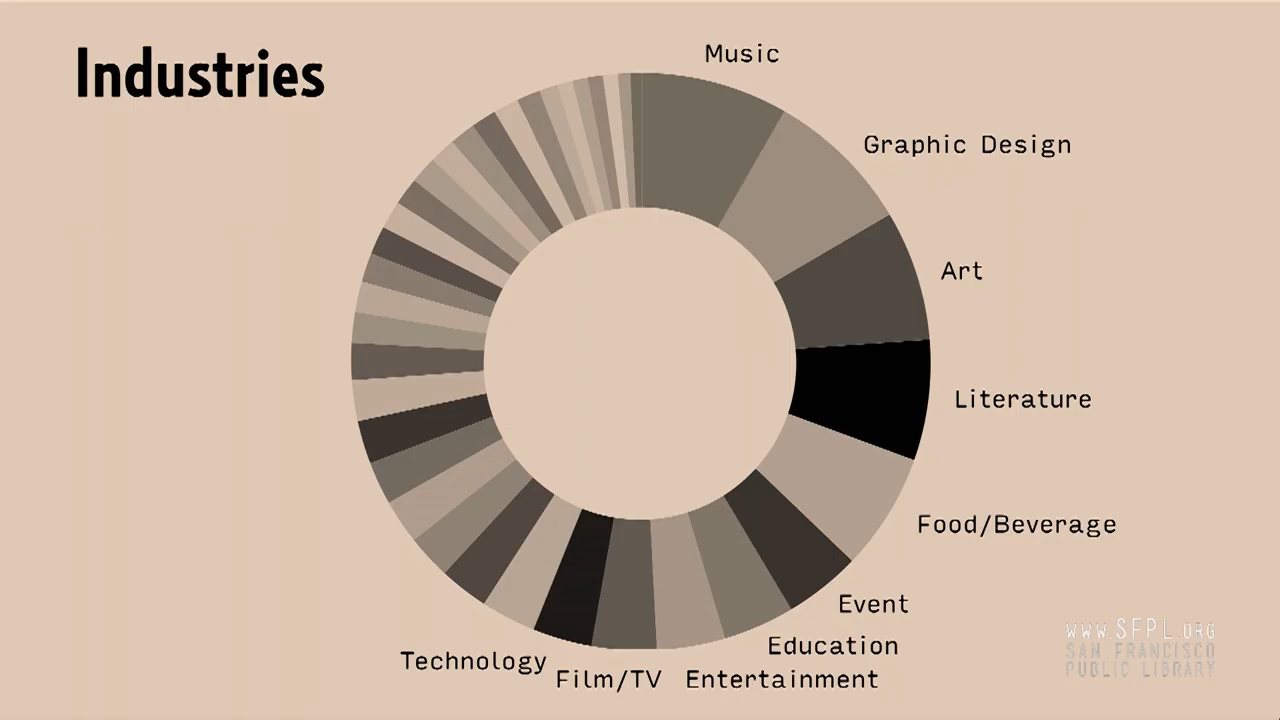 Industries
Music
Graphic Design
Art
Literature
Food/Beverage
Event
Education
Entertainment
Film/TV
Technology
WWW.SFPL.ORG
SAN FRANCISCO
PUBLIC LIBRARY